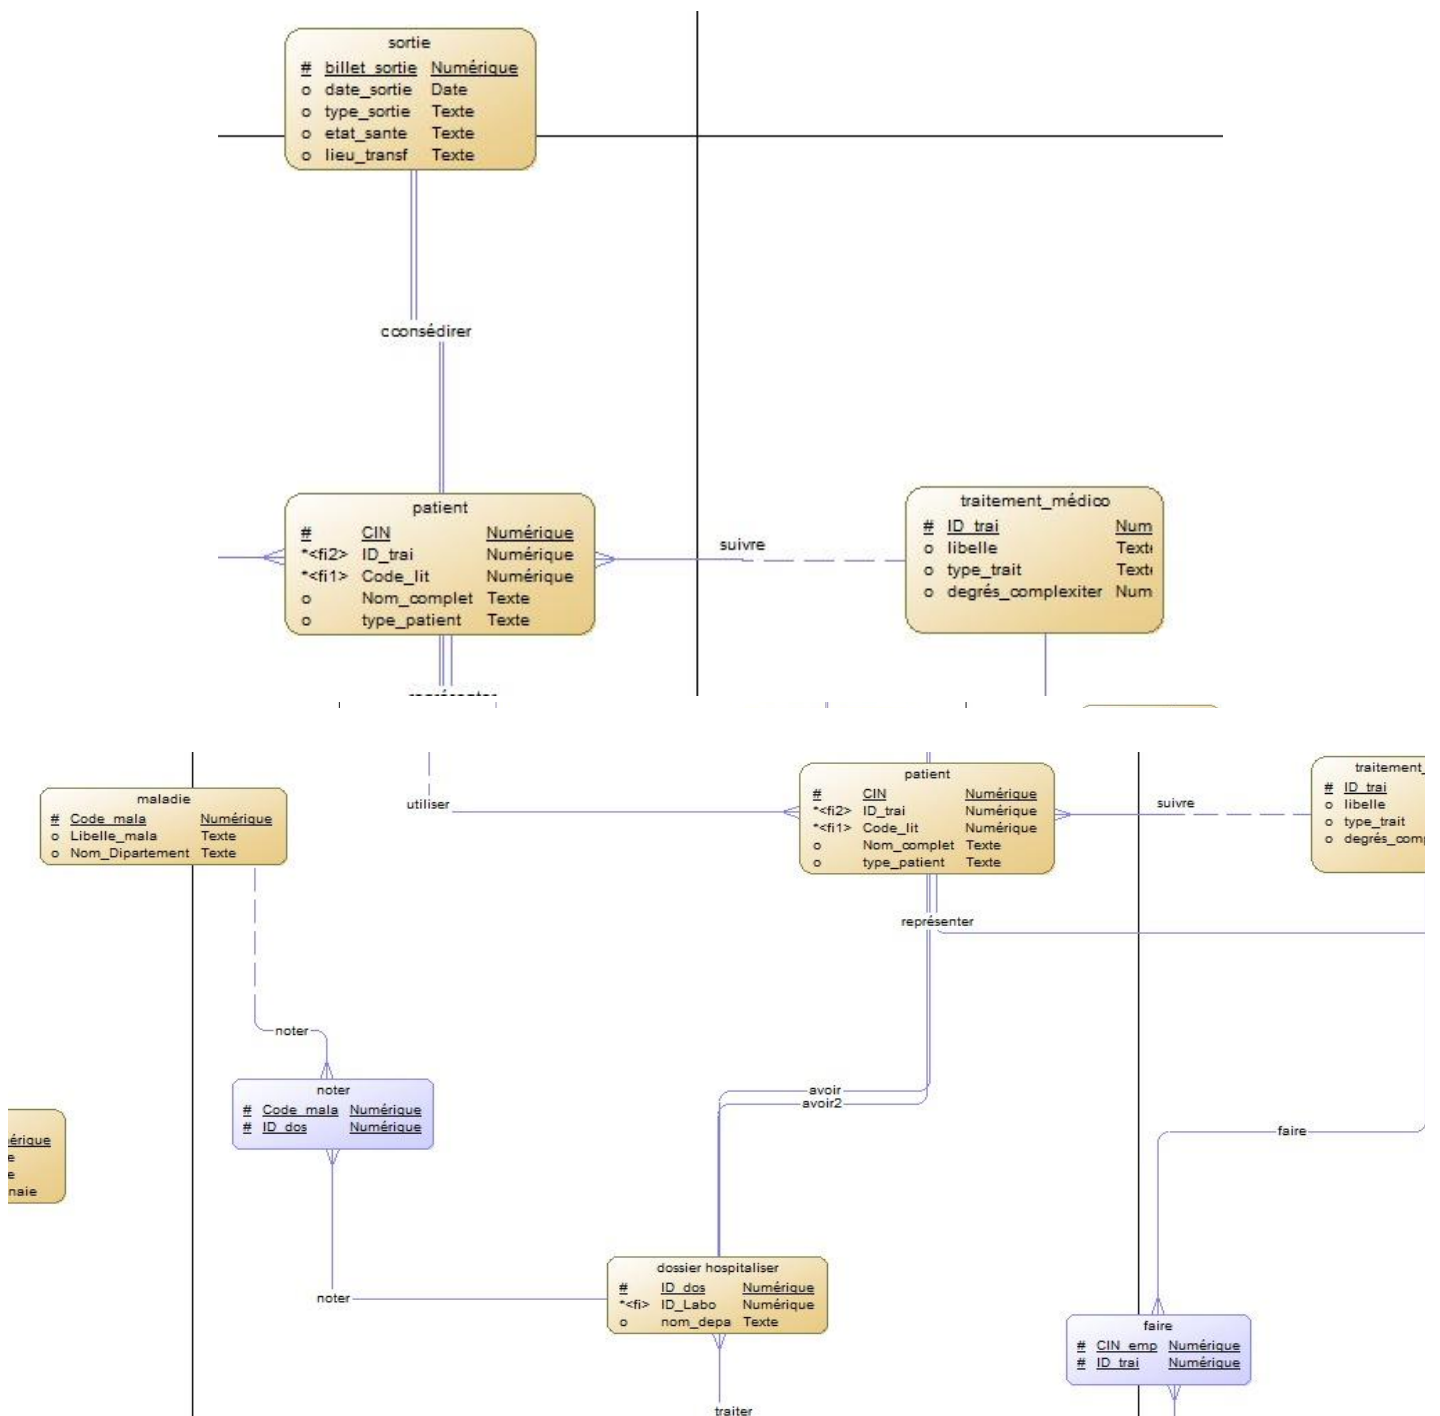 sortie
# billet_sortie Numérique
o date_sortie Date
o type_sortie Texte
o etat_sante Texte
o lieu_transf Texte
cconsédirer
patient
# CIN Numérique
*<fi2> ID_trai Numérique
*<fi1> Code_lit Numérique
o Nom_complet Texte
o type_patient Texte
suivre
traitement_médico
# ID_trai Num
o libelle Text
o type_trait Text
o degrés_complexiter Num
maladie
# Code_mala Numérique
o Libelle_mala Texte
o Nom_Dipartement Texte
utiliser
patient
# CIN Numérique
*<fi2> ID_trai Numérique
*<fi1> Code_lit Numérique
o Nom_complet Texte
o type_patient Texte
suivre
traitement_
# ID_trai
o libelle
o type_trait
o degrés_com
représenter
noter
noter
# Code_mala Numérique
# ID_dos Numérique
avoir
avoir2
érique
e
e
naie
faire
noter
dossier hospitaliser
# ID_dos Numérique
*<fi> ID_Labo Numérique
o nom_depa Texte
faire
# CIN_emp Numérique
# ID_trai Numérique
traiter